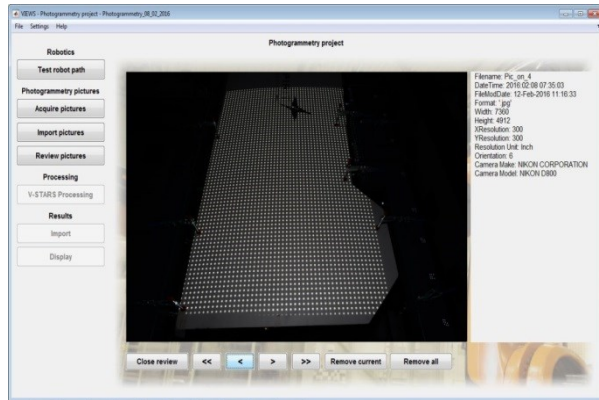 VIEWS - Photogrammetry project - Photogrammetry_08_02_2016
File Settings Help
Photogrammetry project
Robotics
Test robot path
Photogrammetry pictures
Acquire pictures
Import pictures
Review pictures
Processing
V-STARS Processing
Results
Import
Display
Filename: Pic_on_4
DateTime: 2016:02:08 07:35:03
FileModDate: 12-Feb-2016 11:16:33
Format: 'jpg'
Width: 7360
Height: 4912
XResolution: 300
YResolution: 300
Resolution Unit: Inch
Orientation: 6
Camera Make: NIKON CORPORATION
Camera Model: NIKON D800
Close review << < > >> Remove current Remove all